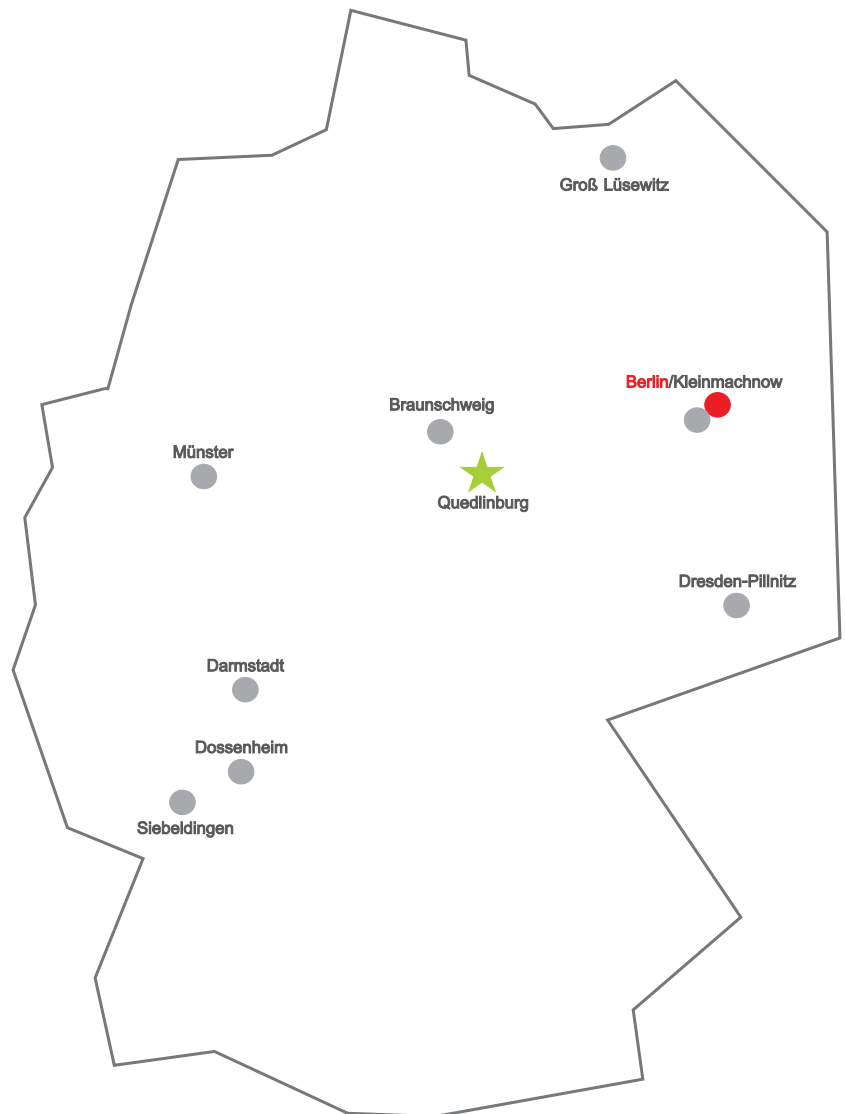 Groß Lüsewitz
Berlin/Kleinmachnow
Braunschweig
Münster
Quedlinburg
Dresden-Pillnitz
Darmstadt
Dossenheim
Siebeldingen